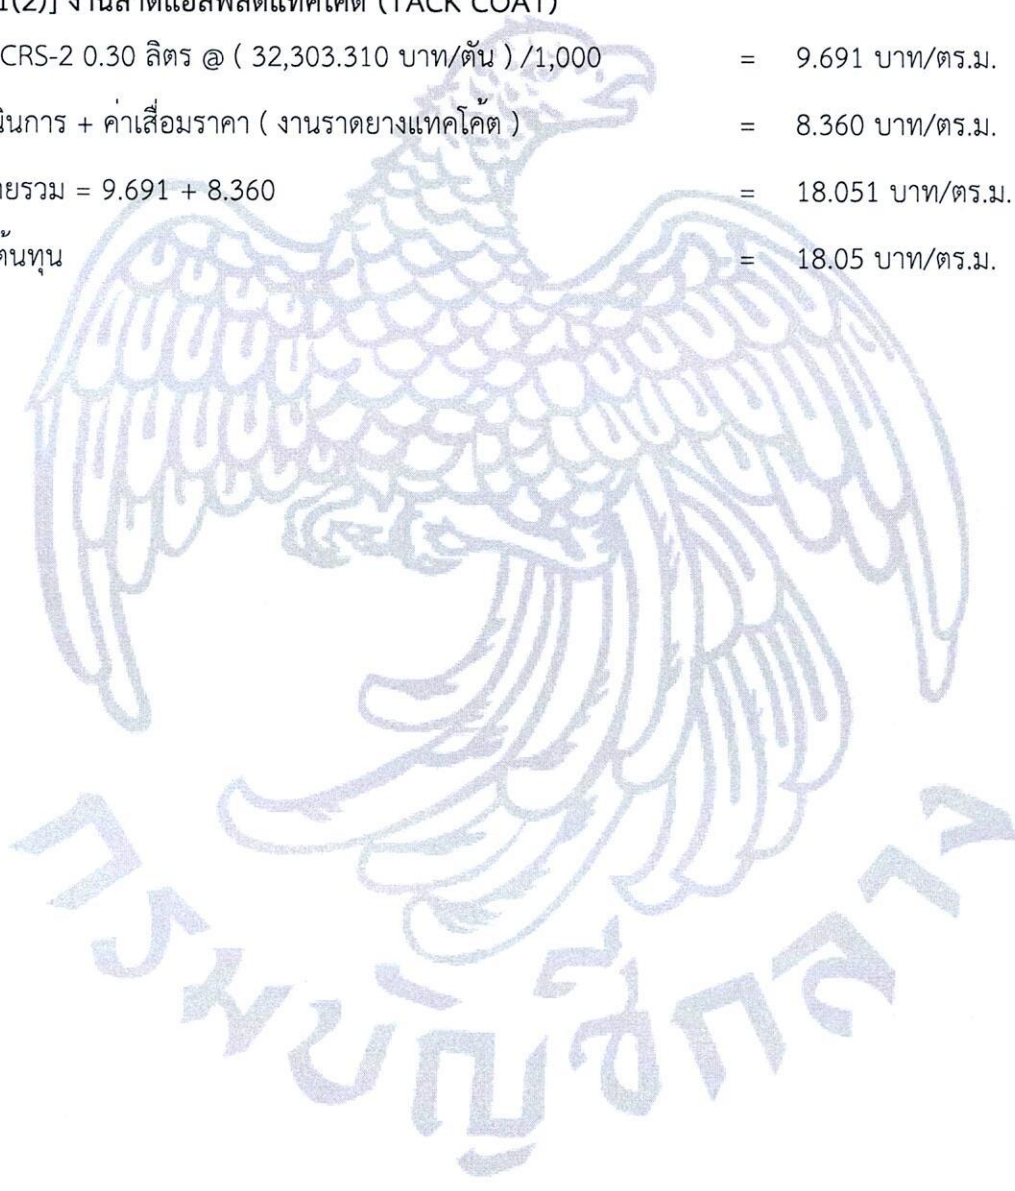 1(2)] งานลาดแอสฟัลต์แทคโค้ต (TACK COAT)
CRS-2 0.30 ลิตร @ ( 32,303.310 บาท/ตัน ) /1,000 = 9.691 บาท/ตร.ม.
นินการ + ค่าเสื่อมราคา ( งานราดยางแทคโค้ต ) = 8.360 บาท/ตร.ม.
ายรวม = 9.691 + 8.360 = 18.051 บาท/ตร.ม.
ต้นทุน = 18.05 บาท/ตร.ม.
กรมบัญชีกลาง